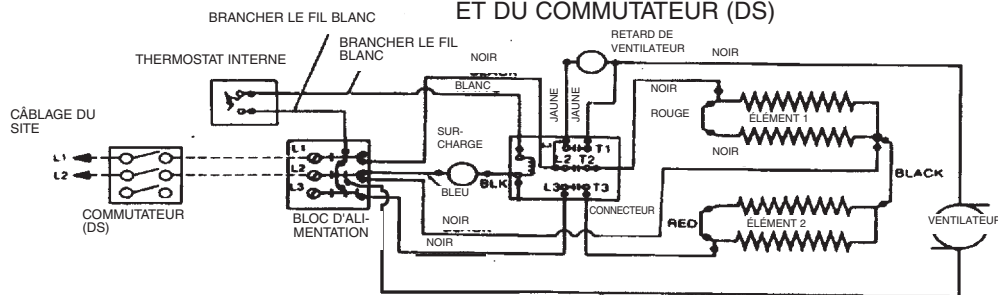 ET DU COMMUTATEUR (DS)
BRANCHER LE FIL BLANC
BRANCHER LE FIL
BLANC
THERMOSTAT INTERNE
NOIR
BLANC
RETARD DE
VENTILATEUR
NOIR
JAUNE
JAUNE
NOIR
ROUGE
ÉLÉMENT 1
NOIR
CÂBLAGE DU
SITE
L1
L2
L1
L2
L3
SUR-
CHARGE
BLEU
BLK
L2 T2
T1
L3
T3
CONNECTEUR
BLACK
RED
ÉLÉMENT 2
VENTILATEUR
COMMUTATEUR
(DS)
BLOC D'ALI-
MENTATION
NOIR
NOIR